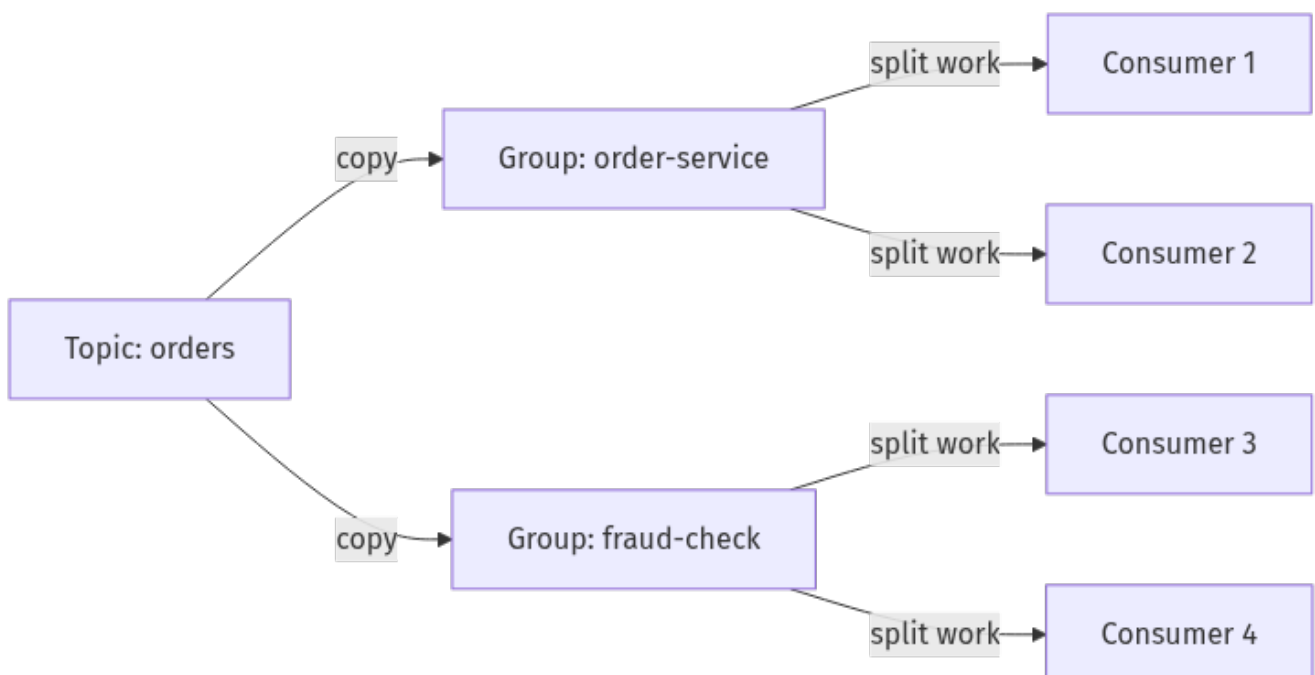 split work
Consumer 1
copy
Group: order-service
split work
Consumer 2
Topic: orders
split work
Consumer 3
copy
Group: fraud-check
split work
Consumer 4